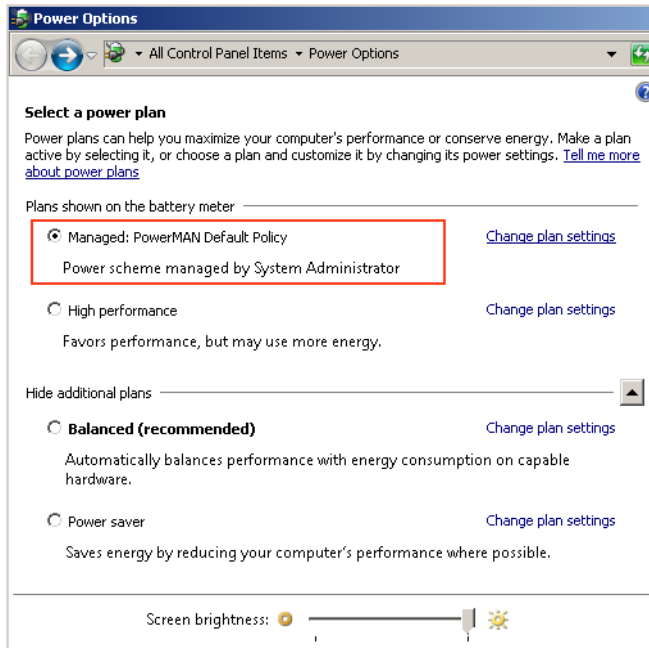 Power Options
All Control Panel Items Power Options
Select a power plan
Power plans can help you maximize your computer's performance or conserve energy. Make a plan
active by selecting it, or choose a plan and customize it by changing its power settings. Tell me more
about power plans
Plans shown on the battery meter
Managed: PowerMAN Default Policy Change plan settings
Power scheme managed by System Administrator
High performance Change plan settings
Favors performance, but may use more energy.
Hide additional plans
Balanced (recommended) Change plan settings
Automatically balances performance with energy consumption on capable
hardware.
Power saver Change plan settings
Saves energy by reducing your computer's performance where possible.
Screen brightness: